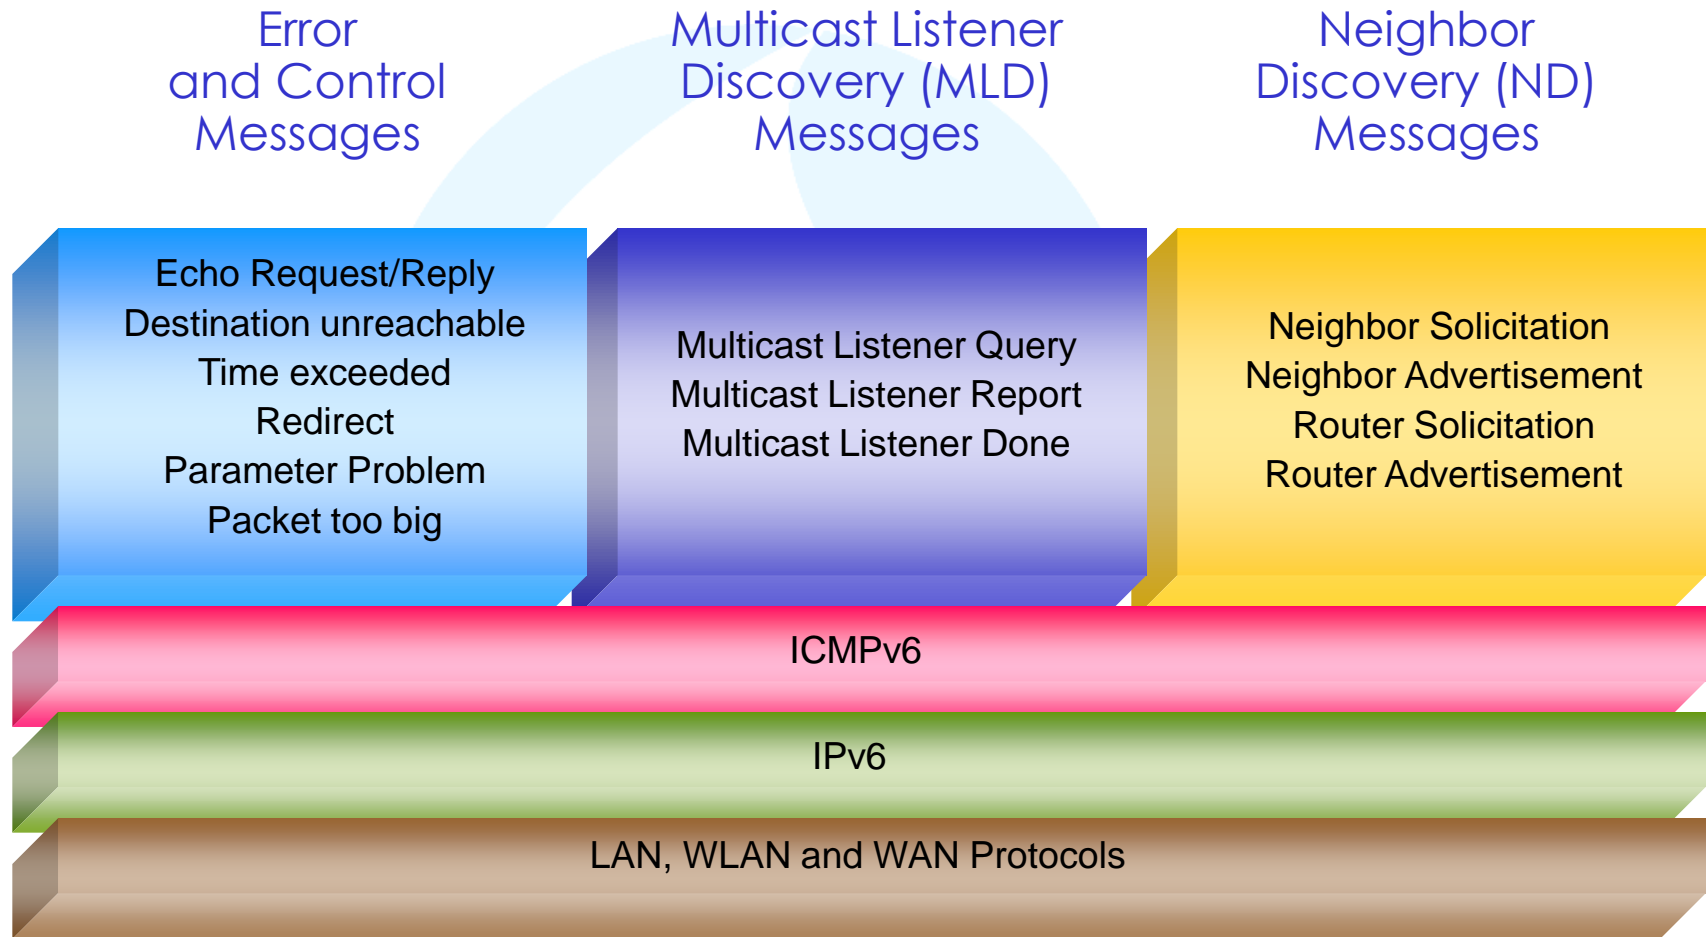 Error
and Control
Messages
Multicast Listener
Discovery (MLD)
Messages
Neighbor
Discovery (ND)
Messages
Echo Request/Reply
Destination unreachable
Time exceeded
Redirect
Parameter Problem
Packet too big
Multicast Listener Query
Multicast Listener Report
Multicast Listener Done
Neighbor Solicitation
Neighbor Advertisement
Router Solicitation
Router Advertisement
ICMPv6
IPv6
LAN, WLAN and WAN Protocols